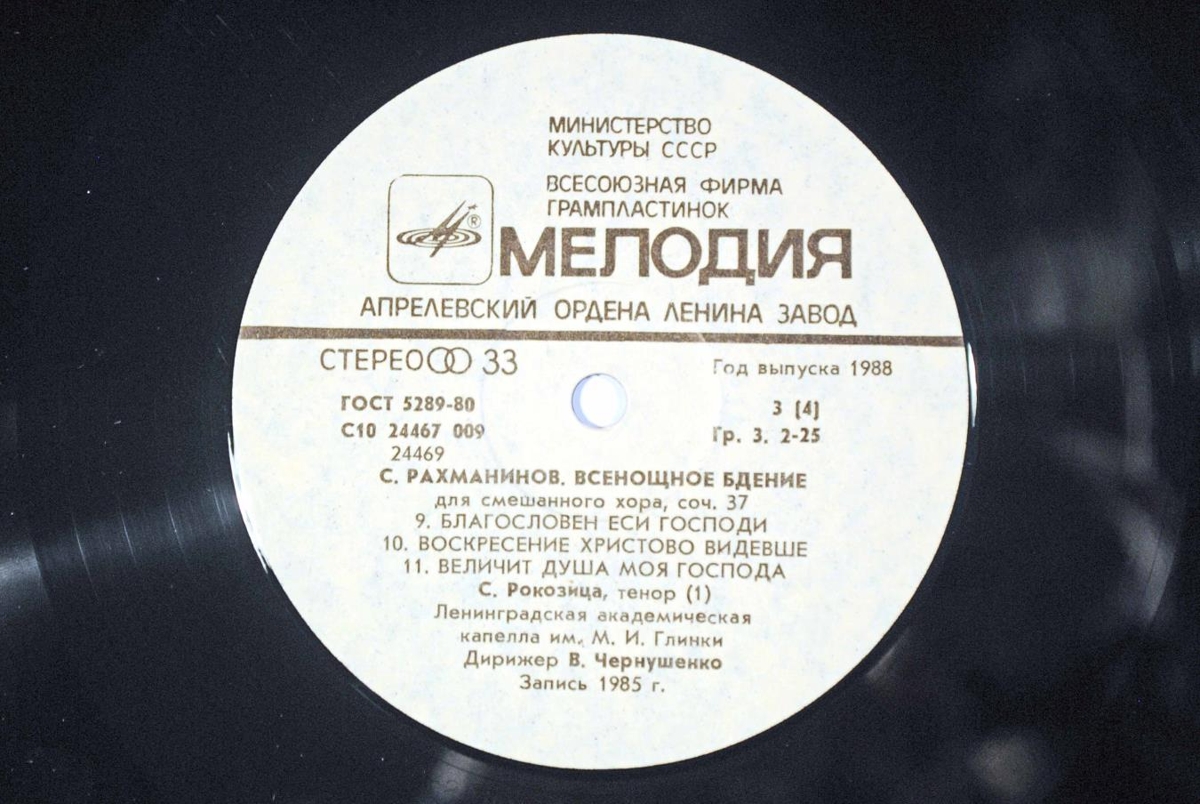 МИНИСТЕРСТВО
КУЛЬТУРЫ СССР
ВСЕСОЮЗНАЯ ФИРМА
ГРАМПЛАСТИНОК
®
МЕЛОДИЯ
АПРЕЛЕВСКИЙ ОРДЕНА ЛЕНИНА ЗАВОД
СТЕРЕО 33
Год выпуска 1988
ГОСТ 5289-80
3 (4)
С10 24467 009
Гр. 3. 2-25
24469
С. РАХМАНИНОВ. ВСЕНОЩНОЕ БДЕНИЕ
для смешанного хора, соч. 37
9. БЛАГОСЛОВЕН ЕСИ ГОСПОДИ
10. ВОСКРЕСЕНИЕ ХРИСТОВО ВИДЕВШЕ
11. ВЕЛИЧИТ ДУША МОЯ ГОСПОДА
С. Рокозица, тенор (1)
Ленинградская академическая
капелла им. М. И. Глинки
Дирижер В. Чернушенко
Запись 1985 г.